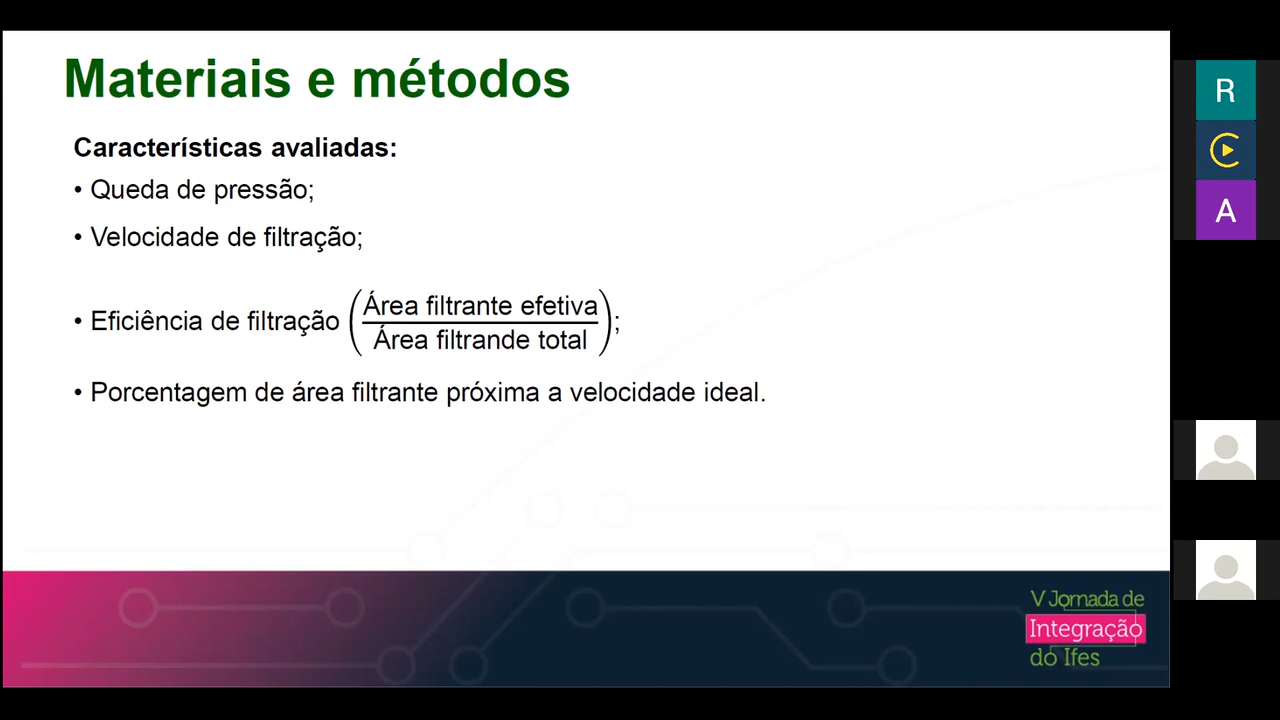 Materiais e métodos
Características avaliadas:
• Queda de pressão;
• Velocidade de filtração;
• Eficiência de filtração (Área filtrante efetiva
Área filtrande total);
• Porcentagem de área filtrante próxima a velocidade ideal.
V Jornada de
Integração
do Ifes
R
C
A